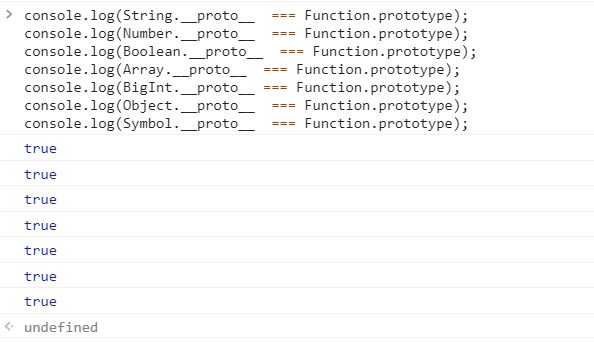 > console.log(String.__proto__  === Function.prototype);
console.log(Number.__proto__  === Function.prototype);
console.log(Boolean.__proto__  === Function.prototype);
console.log(Array.__proto__  === Function.prototype);
console.log(BigInt.__proto__ === Function.prototype);
console.log(Object.__proto__  === Function.prototype);
console.log(Symbol.__proto__  === Function.prototype);
true
true
true
true
true
true
true
undefined